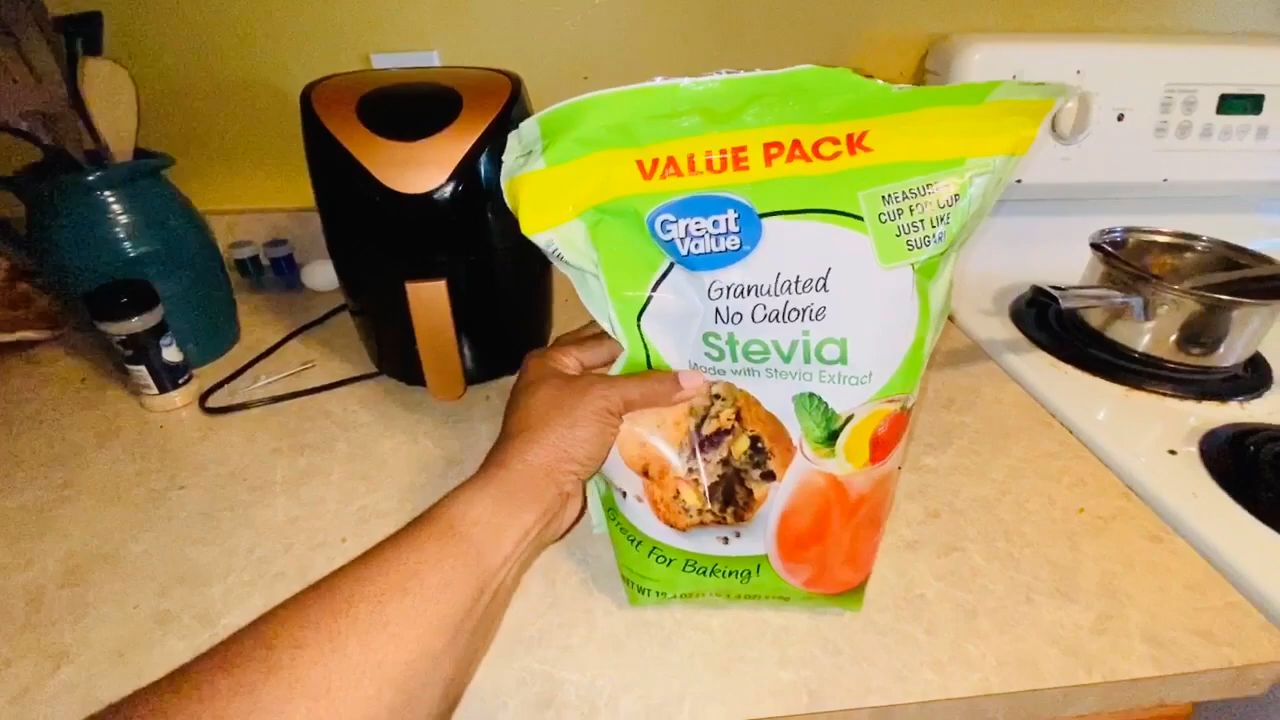 VALUE PACK
MEASURES
CUP FOR CUP
JUST LIKE
SUGAR!
Great
Value
Granulated
No Calorie
Stevia
Made with Stevia Extract
Great For Baking!